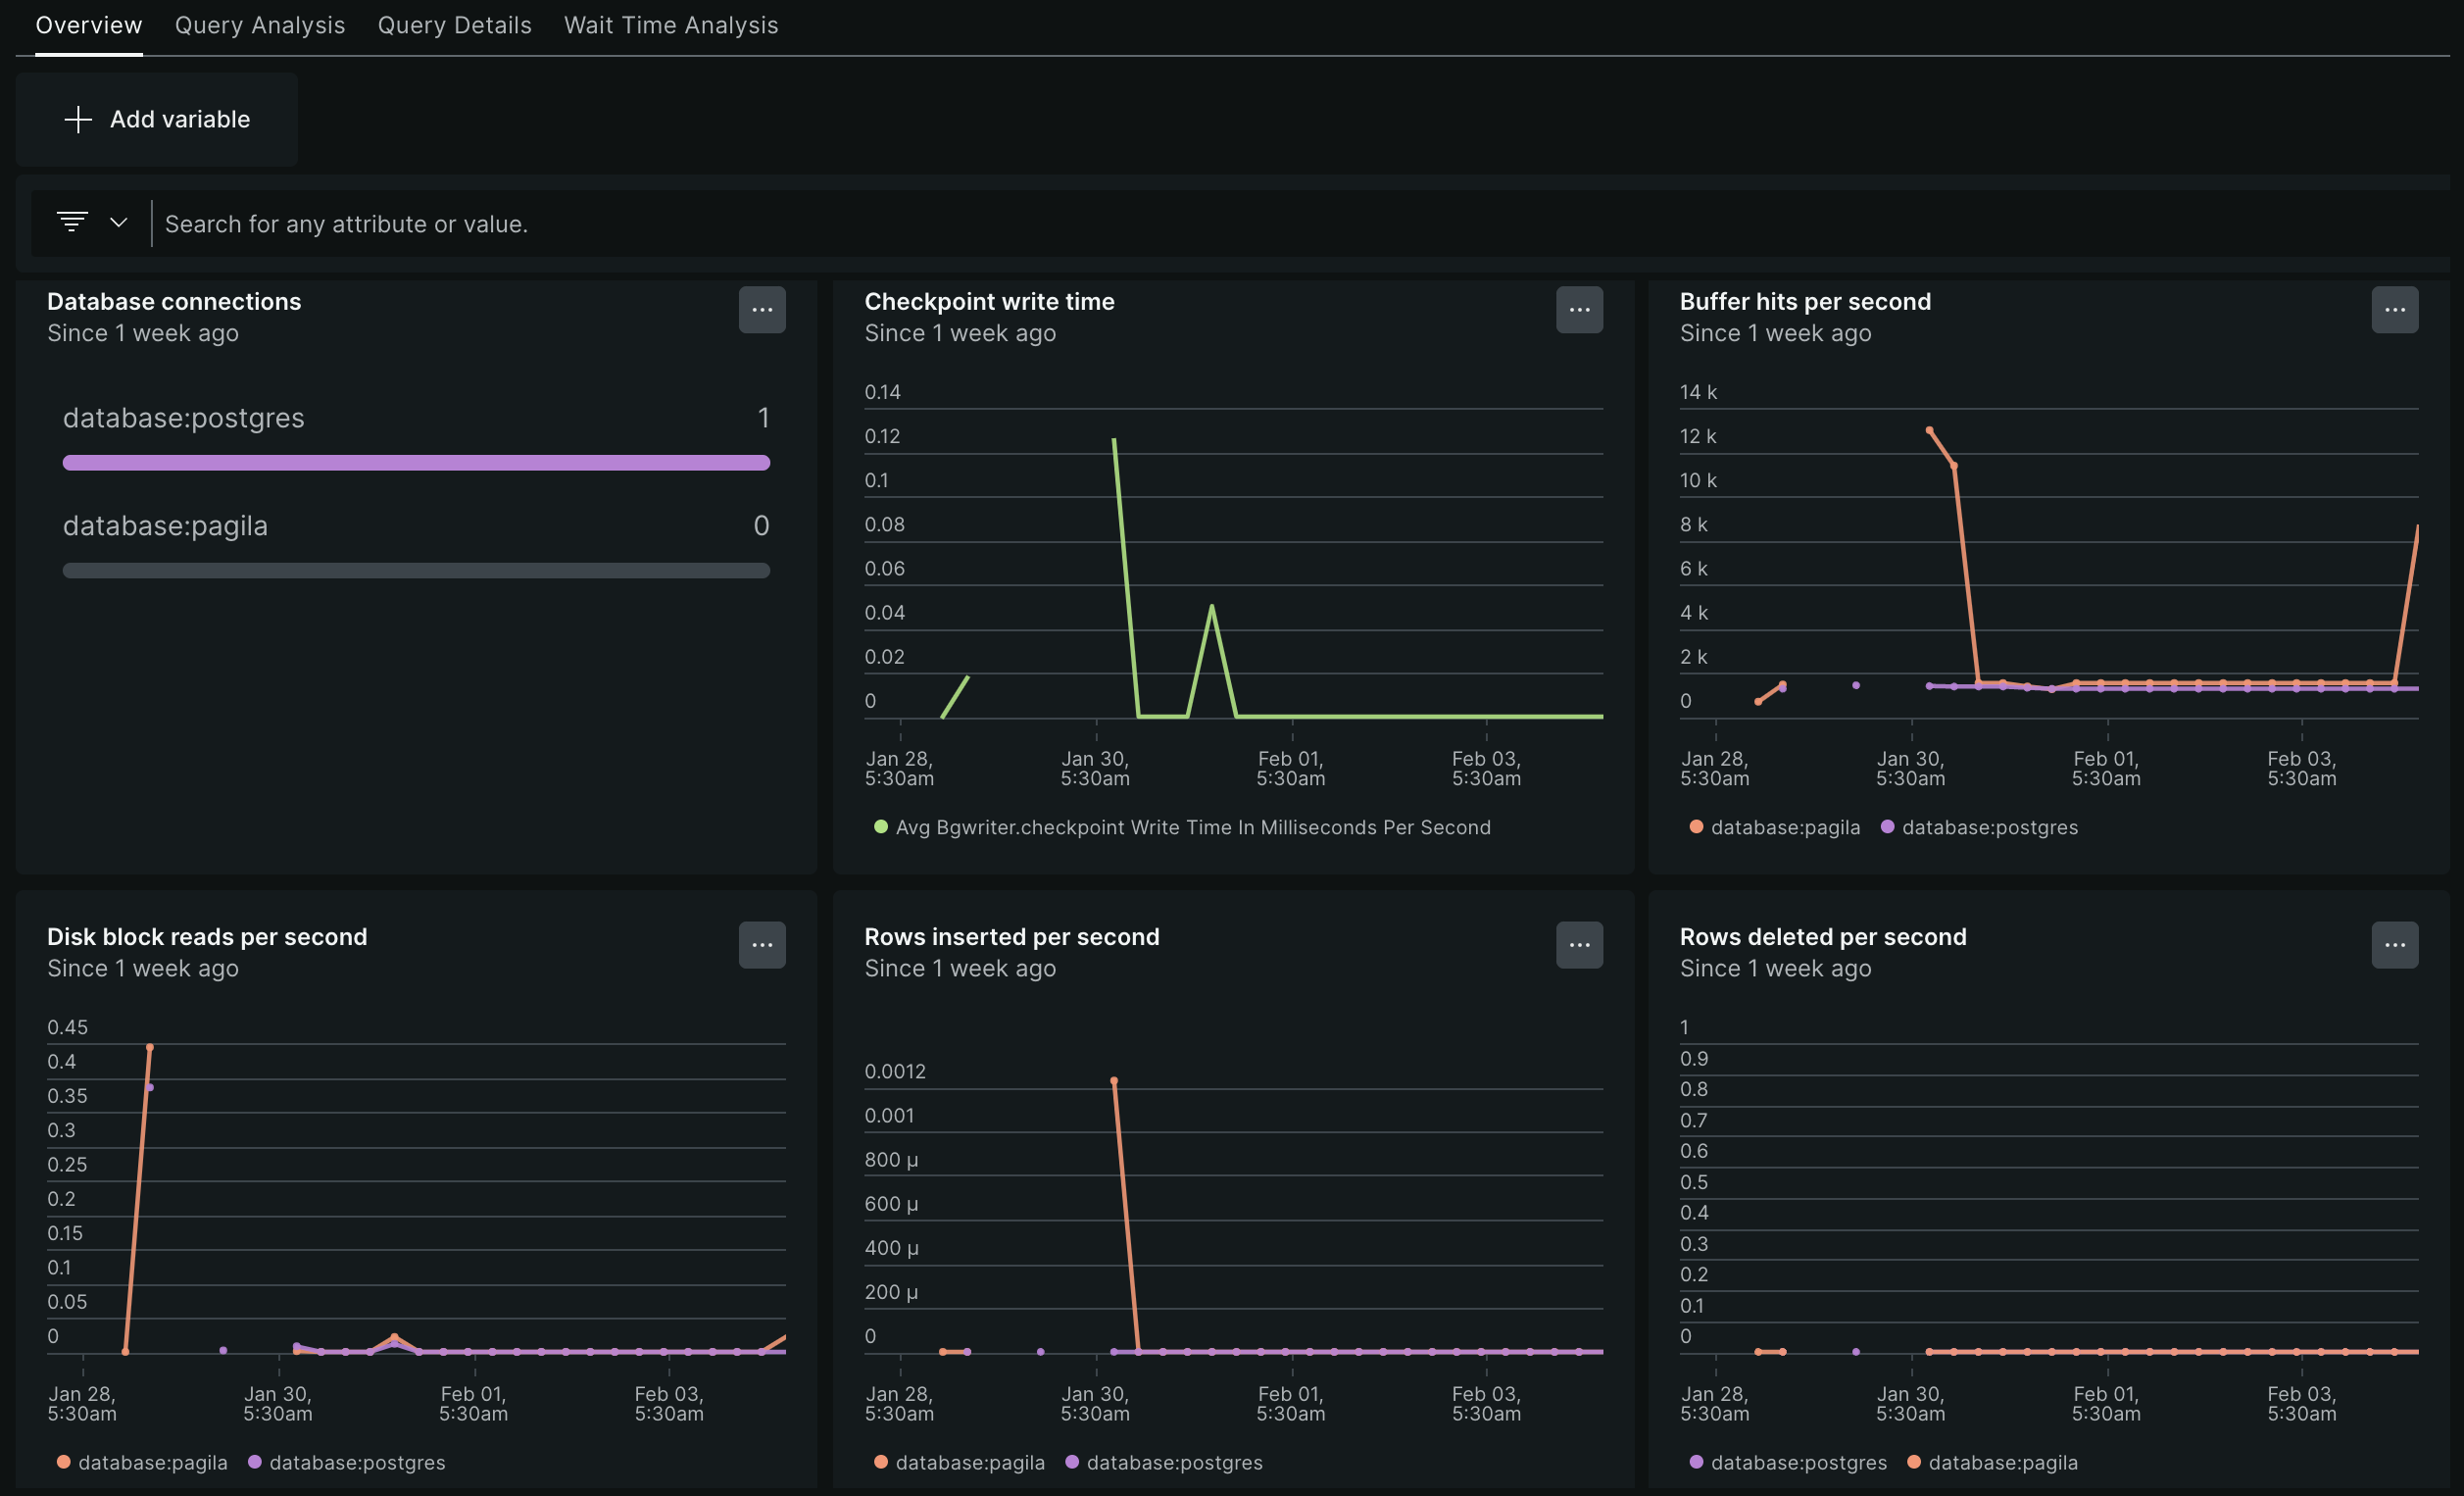 Overview Query Analysis Query Details Wait Time Analysis
Add variable
Search for any attribute or value.
Database connections
Since 1 week ago
database:postgres 1
database:pagila 0
Checkpoint write time
Since 1 week ago
0.14
0.12
0.1
0.08
0.06
0.04
0.02
0
Jan 28, Jan 30, Feb 01, Feb 03,
5:30am 5:30am 5:30am 5:30am
Avg Bgwriter.checkpoint Write Time In Milliseconds Per Second
Buffer hits per second
Since 1 week ago
14 k
12 k
10 k
8 k
6 k
4 k
2 k
0
Jan 28, Jan 30, Feb 01, Feb 03,
5:30am 5:30am 5:30am 5:30am
database:pagila database:postgres
Disk block reads per second
Since 1 week ago
0.45
0.4
0.35
0.3
0.25
0.2
0.15
0.1
0.05
0
Jan 28, Jan 30, Feb 01, Feb 03,
5:30am 5:30am 5:30am 5:30am
database:pagila database:postgres
Rows inserted per second
Since 1 week ago
0.0012
0.001
800 µ
600 µ
400 µ
200 µ
0
Jan 28, Jan 30, Feb 01, Feb 03,
5:30am 5:30am 5:30am 5:30am
database:pagila database:postgres
Rows deleted per second
Since 1 week ago
1
0.9
0.8
0.7
0.6
0.5
0.4
0.3
0.2
0.1
0
Jan 28, Jan 30, Feb 01, Feb 03,
5:30am 5:30am 5:30am 5:30am
database:postgres database:pagila